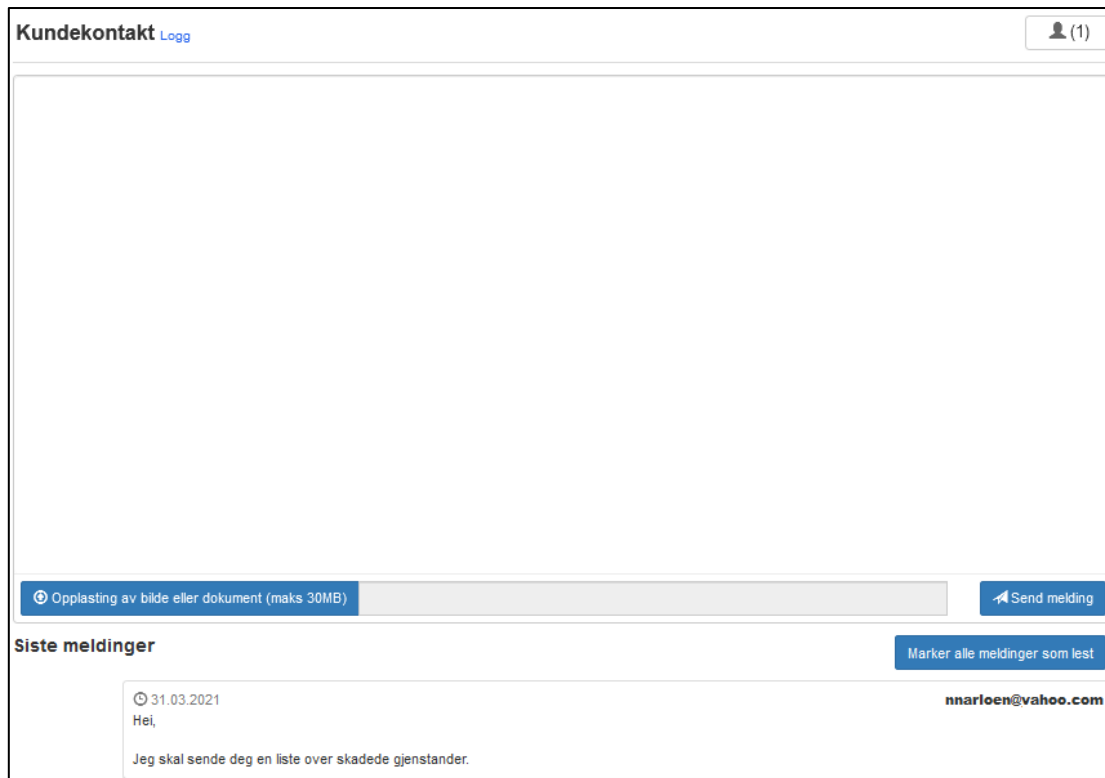 Kundekontakt Logg
(1)
Opplasting av bilde eller dokument (maks 30MB)
Send melding
Siste meldinger
Marker alle meldinger som lest
31.03.2021
nnarloen@vahoo.com
Hei,
Jeg skal sende deg en liste over skadede gjenstander.